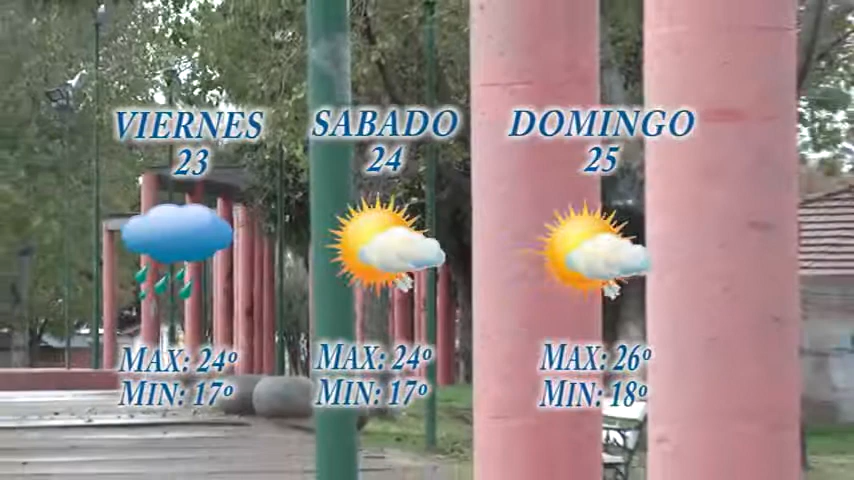 VIERNES
23
MAX: 24º
MIN: 17º
SABADO
24
MAX: 24º
MIN: 17º
DOMINGO
25
MAX: 26º
MIN: 18º